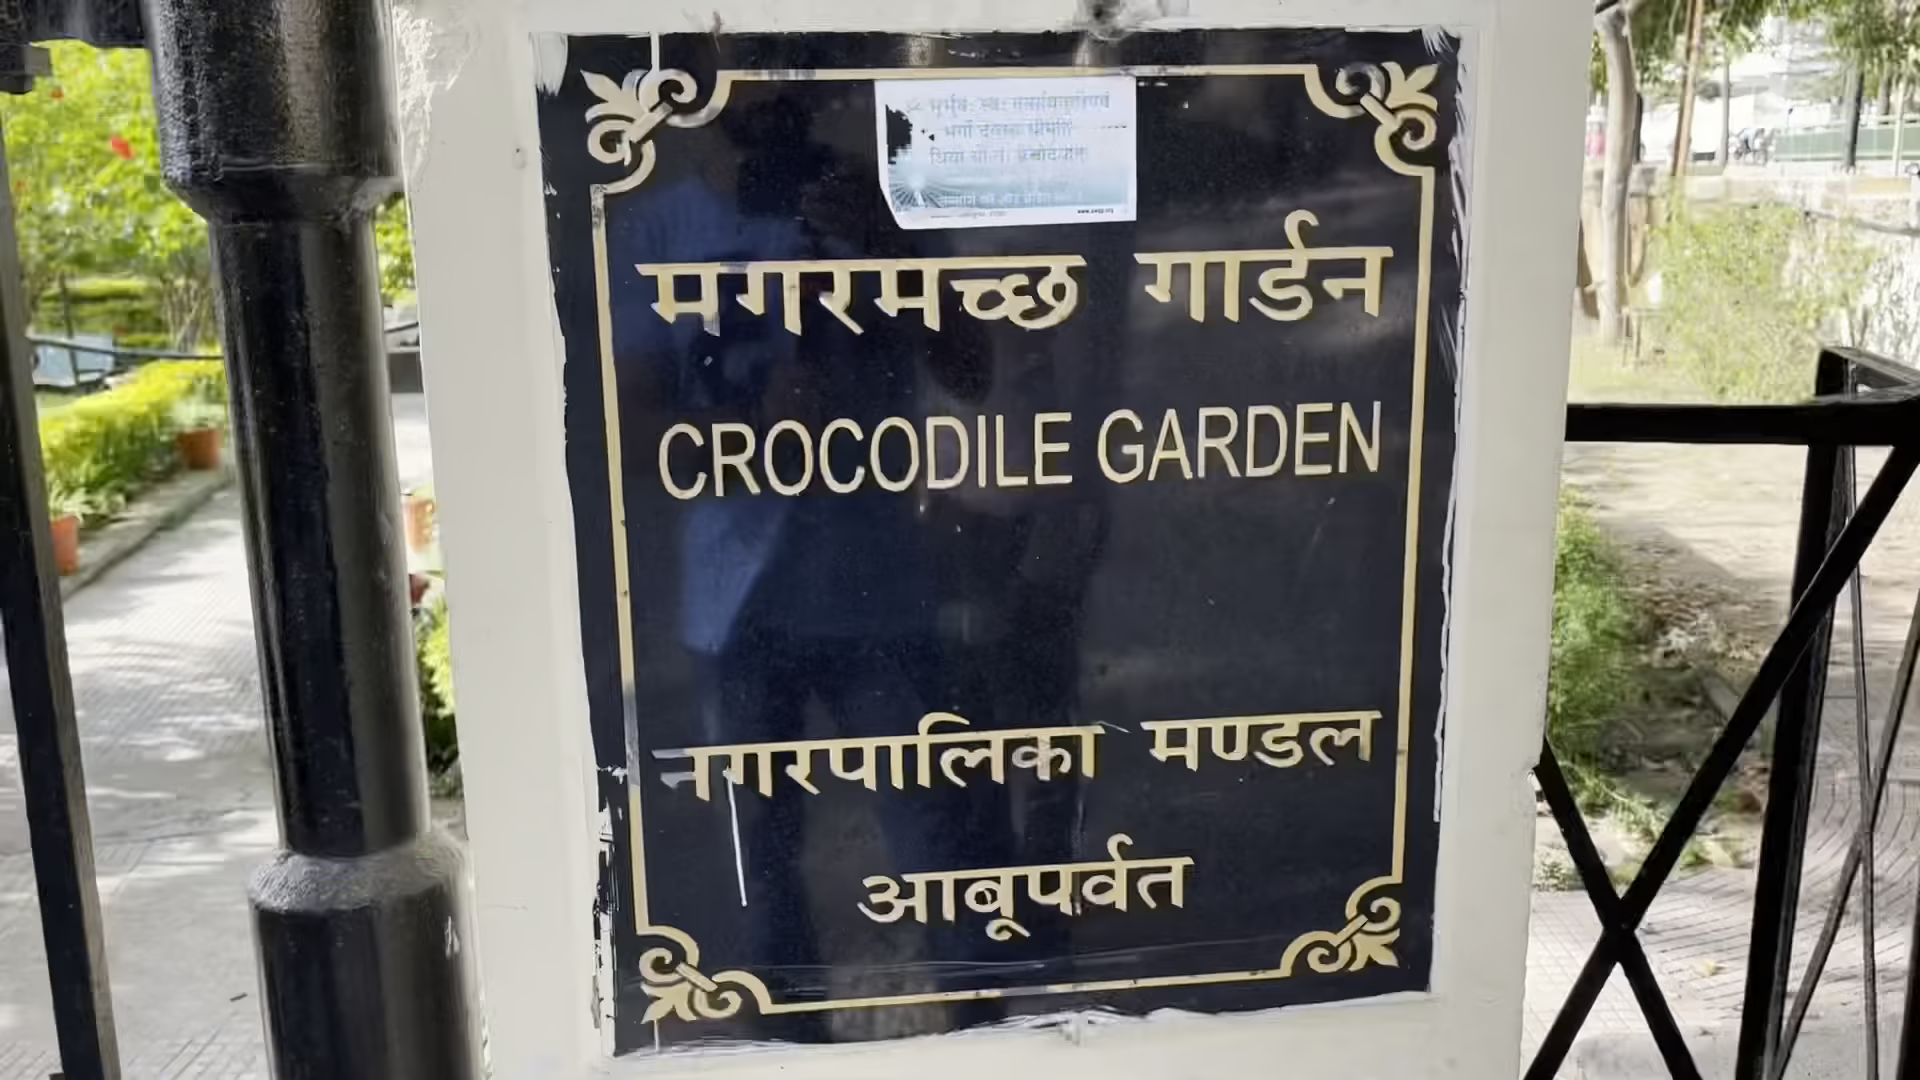 ॐ भूर्भुवः स्वः
मगरमच्छ गार्डन
CROCODILE GARDEN
नगरपालिका मण्डल
आबूपर्वत